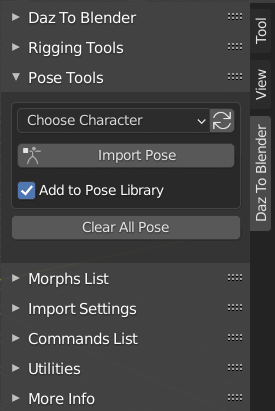 Daz To Blender
Rigging Tools
Pose Tools
Choose Character
Import Pose
Add to Pose Library
Clear All Pose
Morphs List
Import Settings
Commands List
Utilities
More Info
Tool
View
Daz To Blender